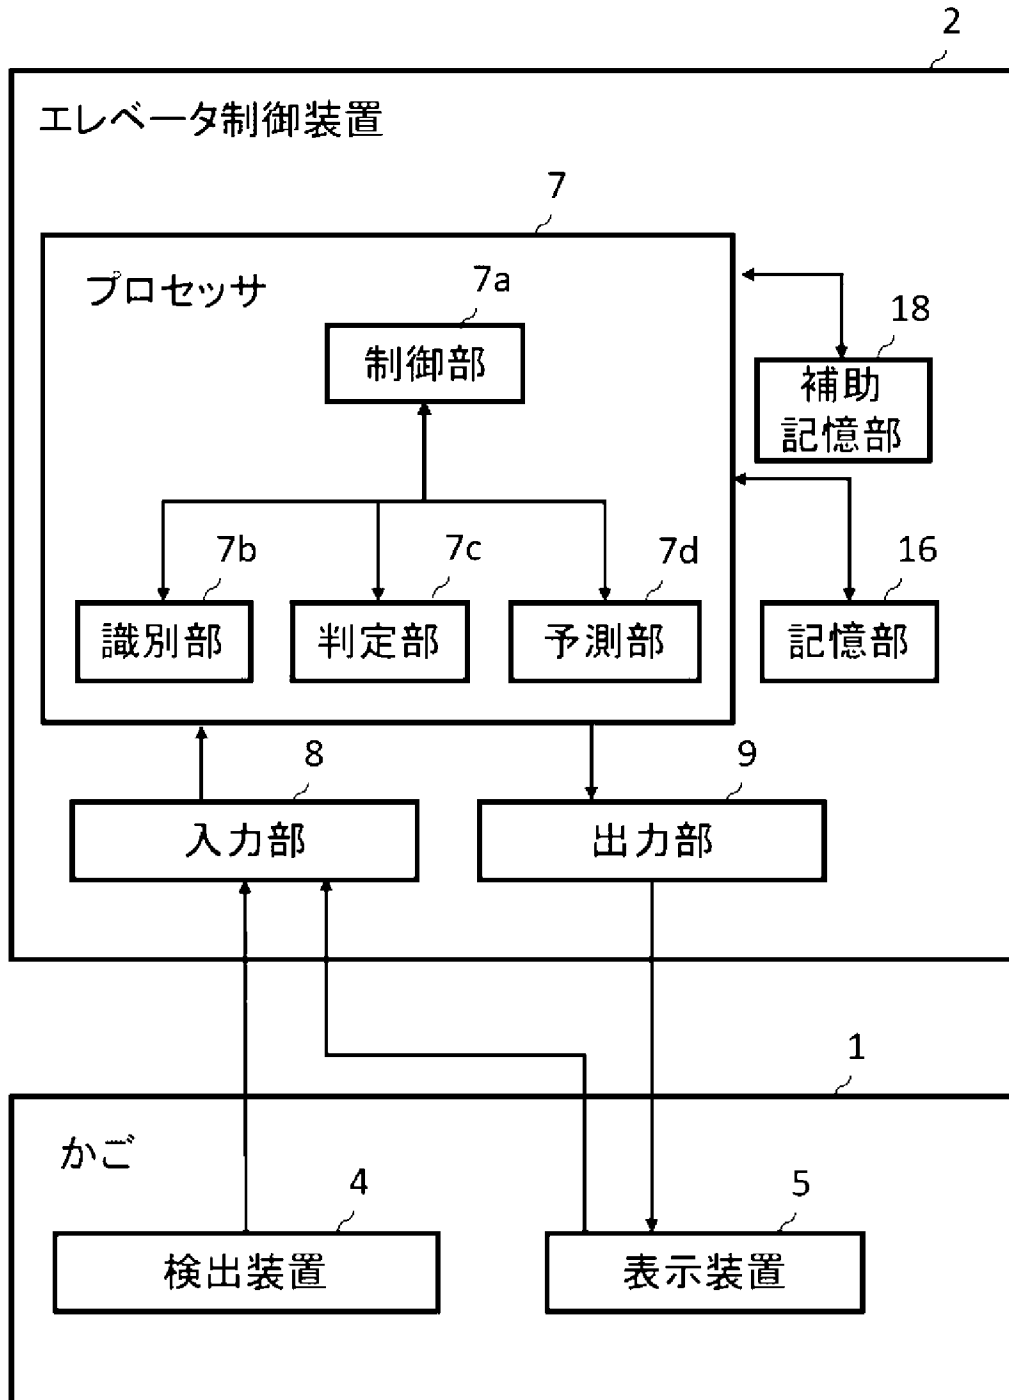 2
エレベータ制御装置
7
プロセッサ
7a
制御部
18
補助
記憶部
7b
7c
7d
16
識別部
判定部
予測部
記憶部
8
9
入力部
出力部
1
かご
4
5
検出装置
表示装置